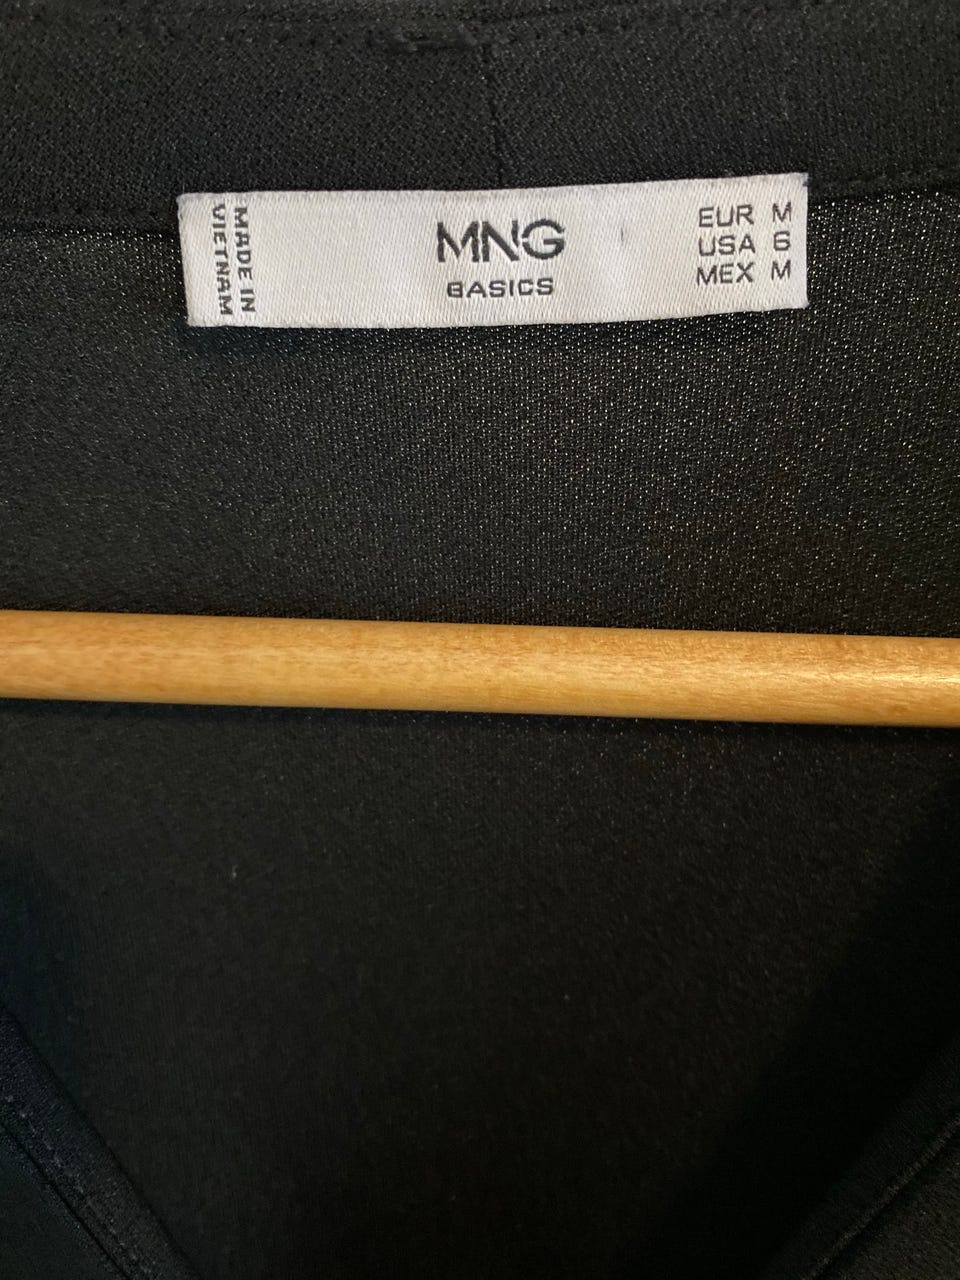 MADE IN
VIETNAM
MNG
BASICS
EUR M
USA 6
MEX M